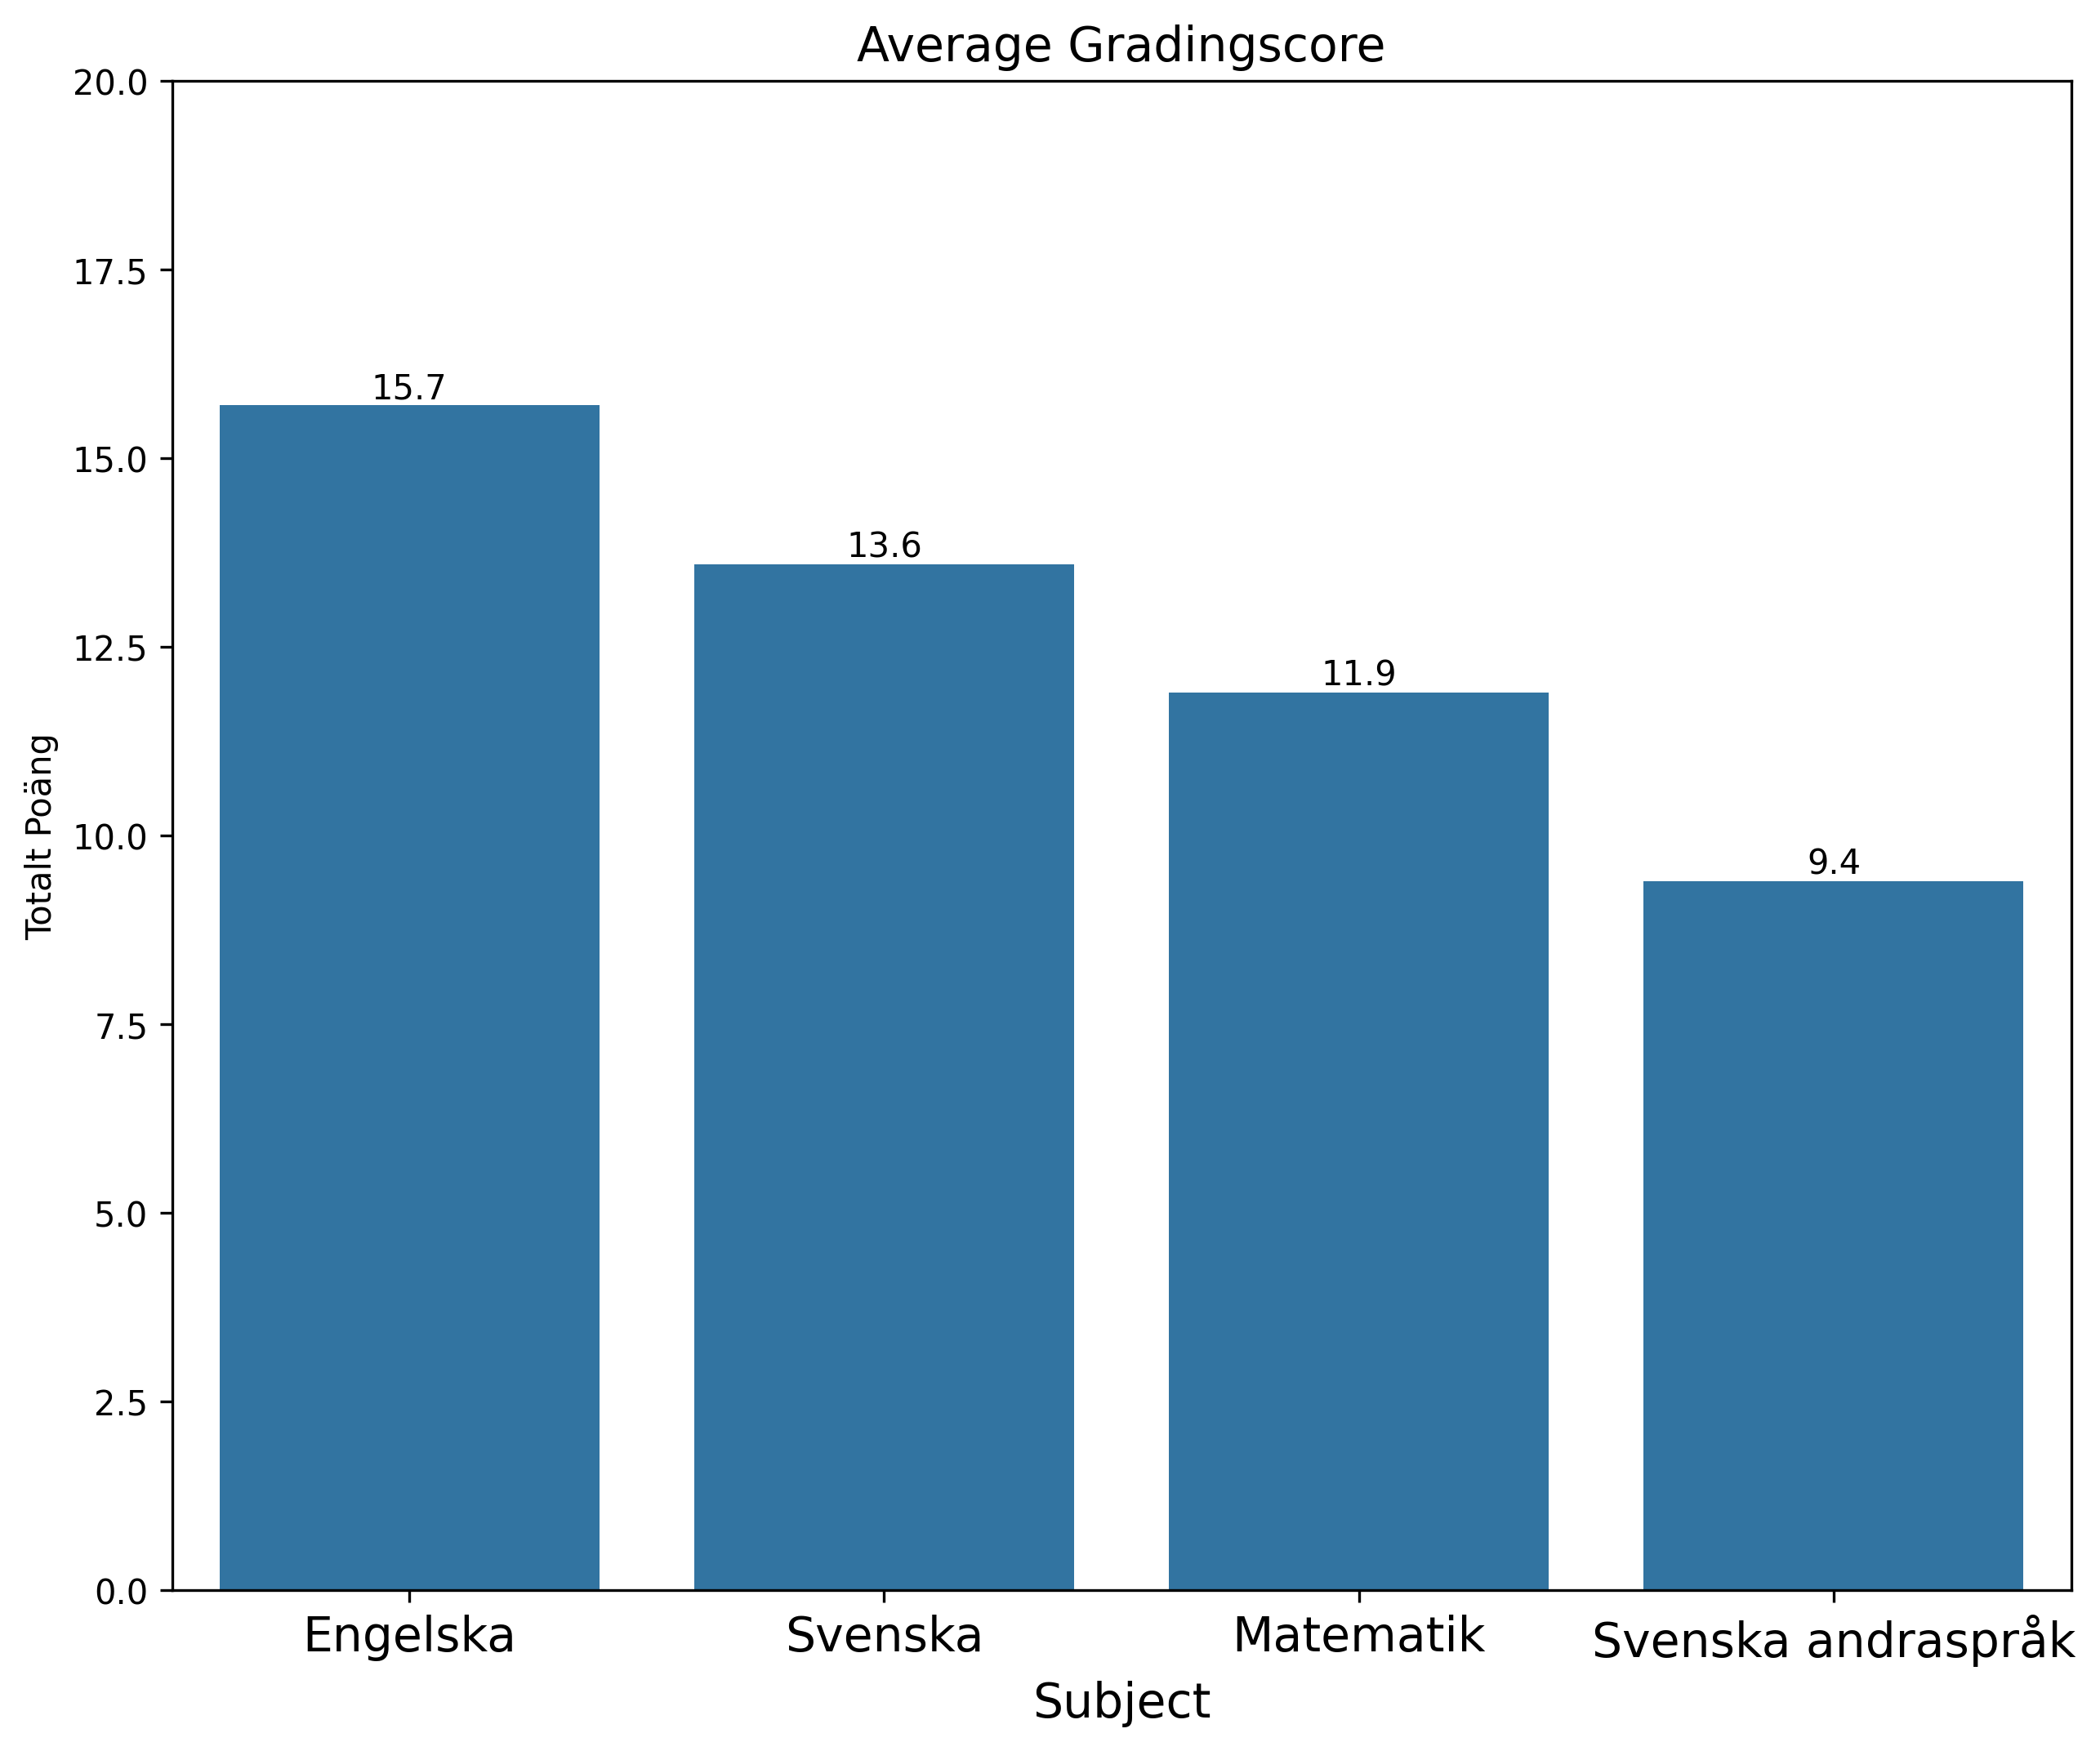 Average Gradingscore
20.0
17.5
15.0
12.5
10.0
7.5
5.0
2.5
0.0
Totalt Poäng
15.7
13.6
11.9
9.4
Engelska
Svenska
Matematik
Svenska andraspråk
Subject